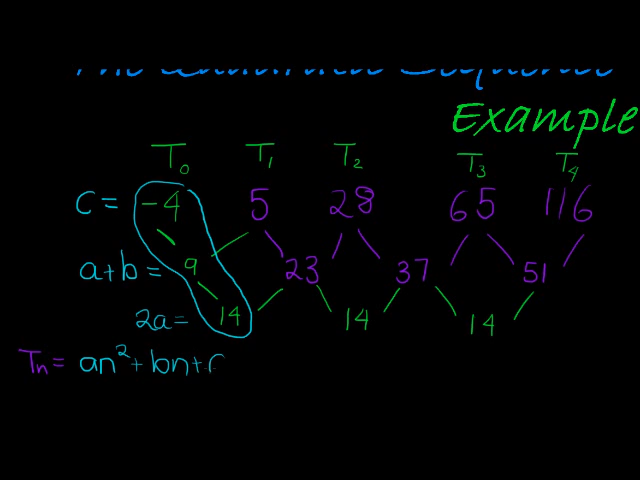 Example
T₀ T₁ T₂ T₃ T₄
c = -4 5 28 65 116
a+b = 9 23 37 51
2a = 14 14 14
Tₙ = an² + bn + c